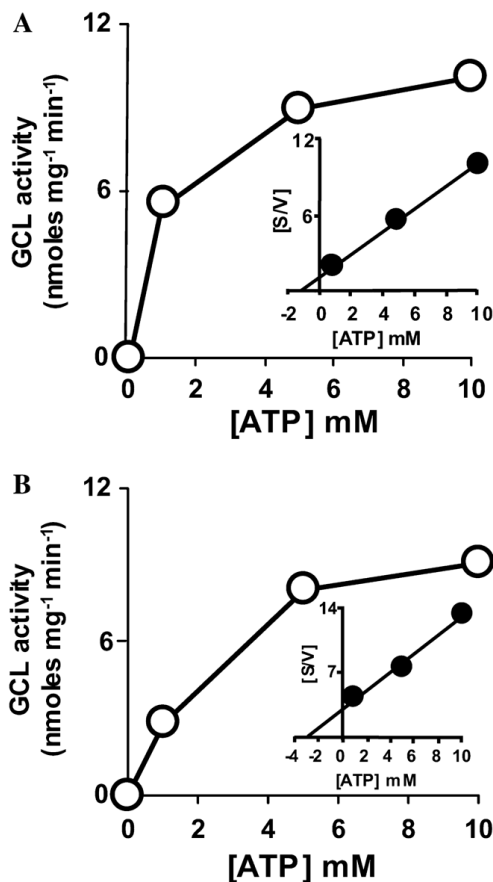 A
12
6
0
GCL activity
(nmoles mg⁻¹ min⁻¹)
0 2 4 6 8 10
[ATP] mM
12
6
[S/V]
-2 0 2 4 6 8 10
[ATP] mM
B
12
6
0
GCL activity
(nmoles mg⁻¹ min⁻¹)
0 2 4 6 8 10
[ATP] mM
14
7
[S/V]
-4 -2 0 2 4 6 8 10
[ATP] mM